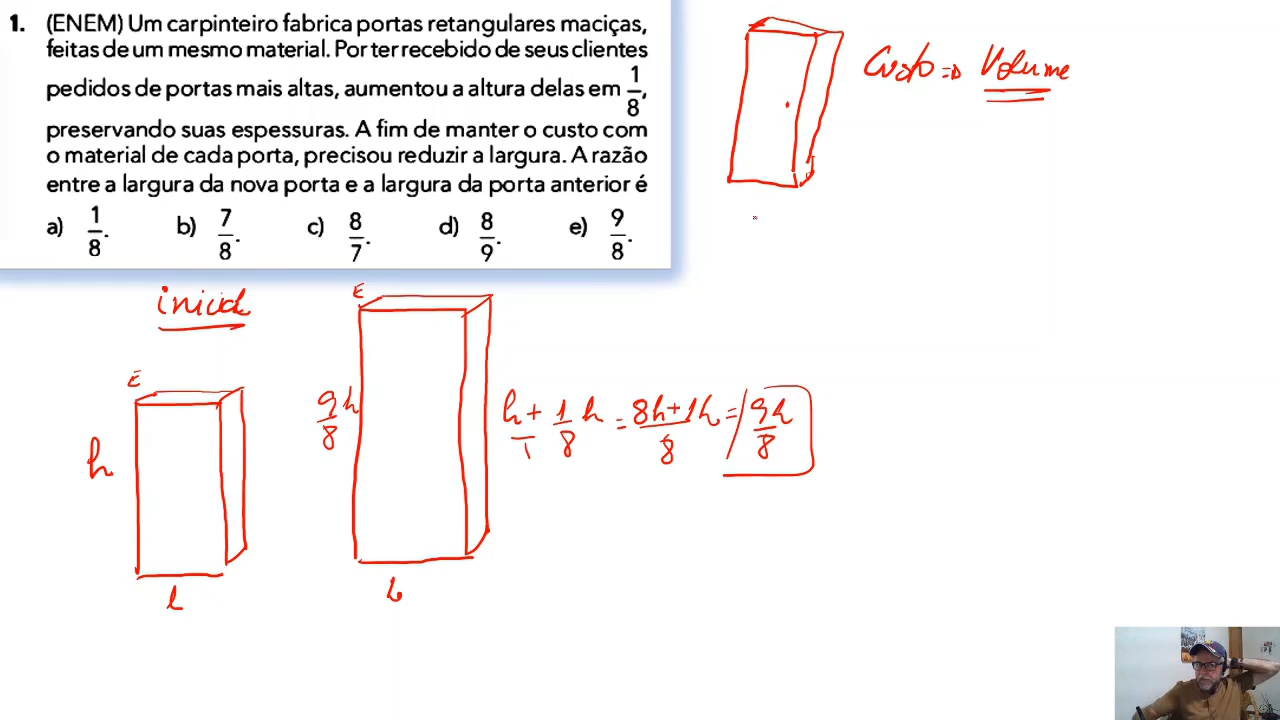 1. (ENEM) Um carpinteiro fabrica portas retangulares maciças,
feitas de um mesmo material. Por ter recebido de seus clientes
pedidos de portas mais altas, aumentou a altura delas em 1/8,
preservando suas espessuras. A fim de manter o custo com
o material de cada porta, precisou reduzir a largura. A razão
entre a largura da nova porta e a largura da porta anterior é
a) 1/8. b) 7/8. c) 8/7. d) 8/9. e) 9/8.
Custo => Volume
inicial
E
E
h
9h/8
h/1 + 1/8 h = 8h+1h/8 = 9h/8
l